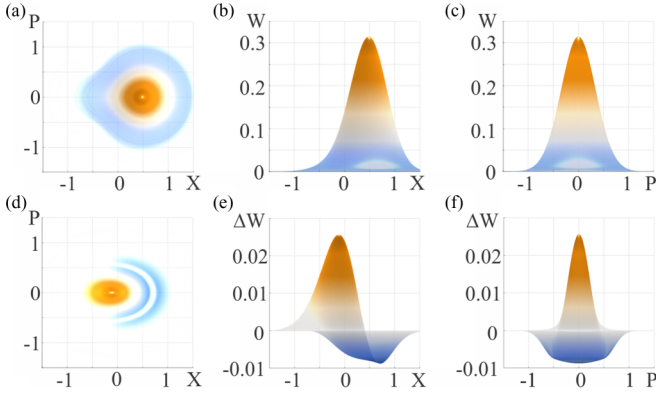 (a) P (b) W (c) W
1 0.3 0.3
0 0.2 0.2
-1 0.1 0.1
0 0
-1 0 1 X -1 0 1 X -1 0 1 P
(d) P (e) ΔW (f) ΔW
1 0.02 0.02
0 0.01 0.01
-1 0 0
-0.01 -0.01
-1 0 1 X -1 0 1 X -1 0 1 P